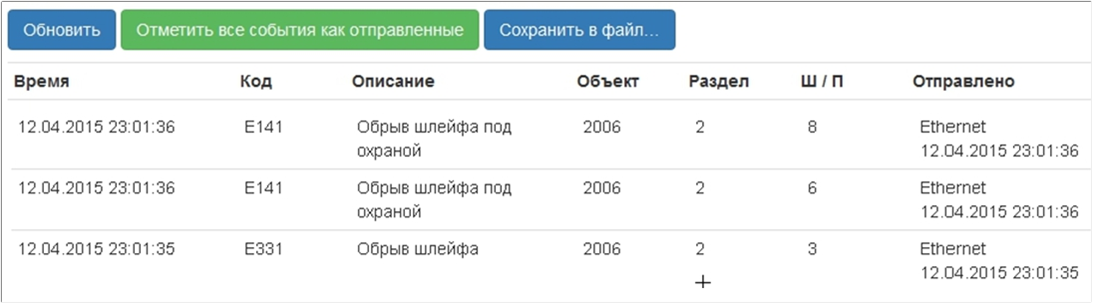 Обновить Отметить все события как отправленные Сохранить в файл...
Время Код Описание Объект Раздел Ш / П Отправлено
12.04.2015 23:01:36 E141 Обрыв шлейфа под 2006 2 8 Ethernet
охраной 12.04.2015 23:01:36
12.04.2015 23:01:36 E141 Обрыв шлейфа под 2006 2 6 Ethernet
охраной 12.04.2015 23:01:36
12.04.2015 23:01:35 E331 Обрыв шлейфа 2006 2 3 Ethernet
12.04.2015 23:01:35